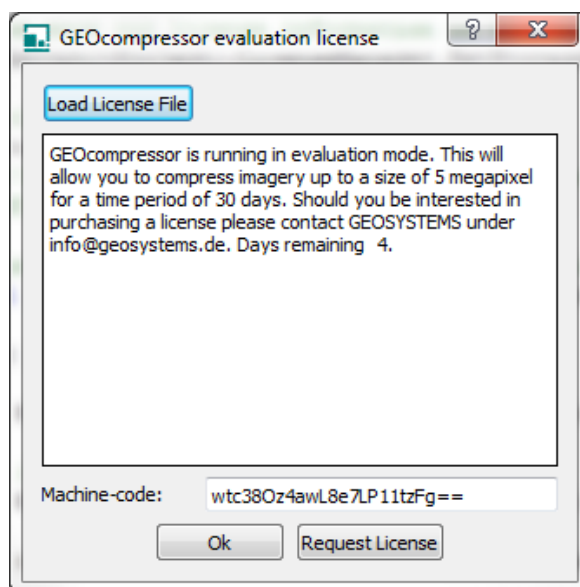 GEOcompressor evaluation license
Load License File
GEOcompressor is running in evaluation mode. This will
allow you to compress imagery up to a size of 5 megapixel
for a time period of 30 days. Should you be interested in
purchasing a license please contact GEOSYSTEMS under
info@geosystems.de. Days remaining 4.
Machine-code: wtc38Oz4awL8e7LP11tzFg==
Ok Request License